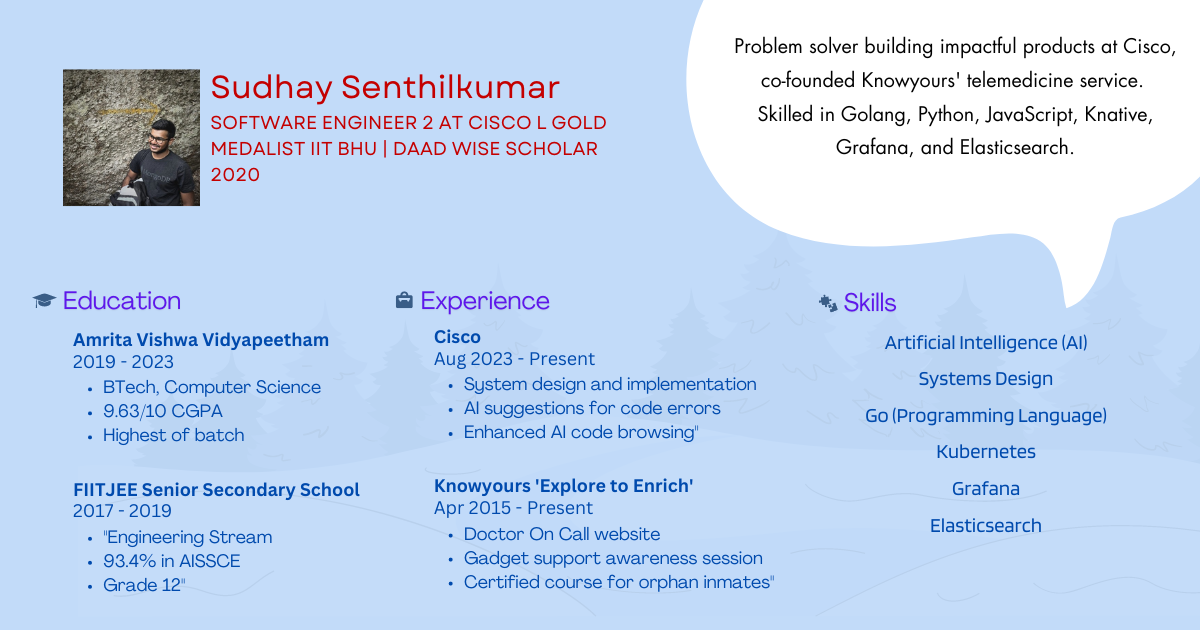 Sudhay Senthilkumar
SOFTWARE ENGINEER 2 AT CISCO L GOLD
MEDALIST IIT BHU | DAAD WISE SCHOLAR
2020
Problem solver building impactful products at Cisco,
co-founded Knowyours' telemedicine service.
Skilled in Golang, Python, JavaScript, Knative,
Grafana, and Elasticsearch.
Education
Amrita Vishwa Vidyapeetham
2019 - 2023
• BTech, Computer Science
• 9.63/10 CGPA
• Highest of batch
FIITJEE Senior Secondary School
2017 - 2019
• "Engineering Stream
• 93.4% in AISSCE
• Grade 12"
Experience
Cisco
Aug 2023 - Present
• System design and implementation
• AI suggestions for code errors
• Enhanced AI code browsing"
Knowyours 'Explore to Enrich'
Apr 2015 - Present
• Doctor On Call website
• Gadget support awareness session
• Certified course for orphan inmates"
Skills
Artificial Intelligence (AI)
Systems Design
Go (Programming Language)
Kubernetes
Grafana
Elasticsearch